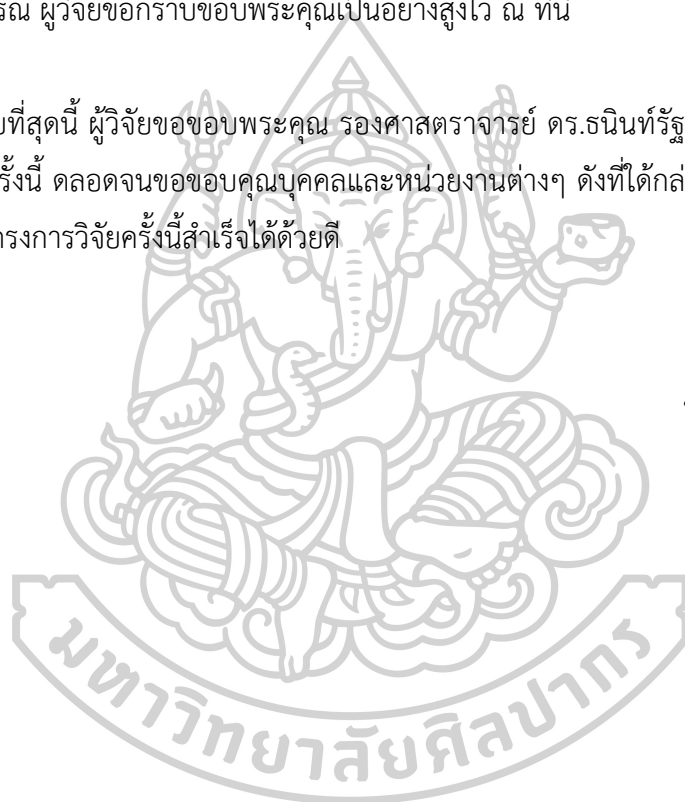 ผู้วิจัยขอกราบขอบพระคุณเป็นอย่างสูงไว้ ณ ที่นี้
ที่สุดนี้ ผู้วิจัยขอขอบพระคุณ รองศาสตราจารย์ ดร.ธนินท์รัฐ
รั้งนี้ ตลอดจนขอขอบคุณบุคคลและหน่วยงานต่างๆ ดังที่ได้กล่
รงการวิจัยครั้งนี้สำเร็จได้ด้วยดี
มหาวิทยาลัยศิลปากร